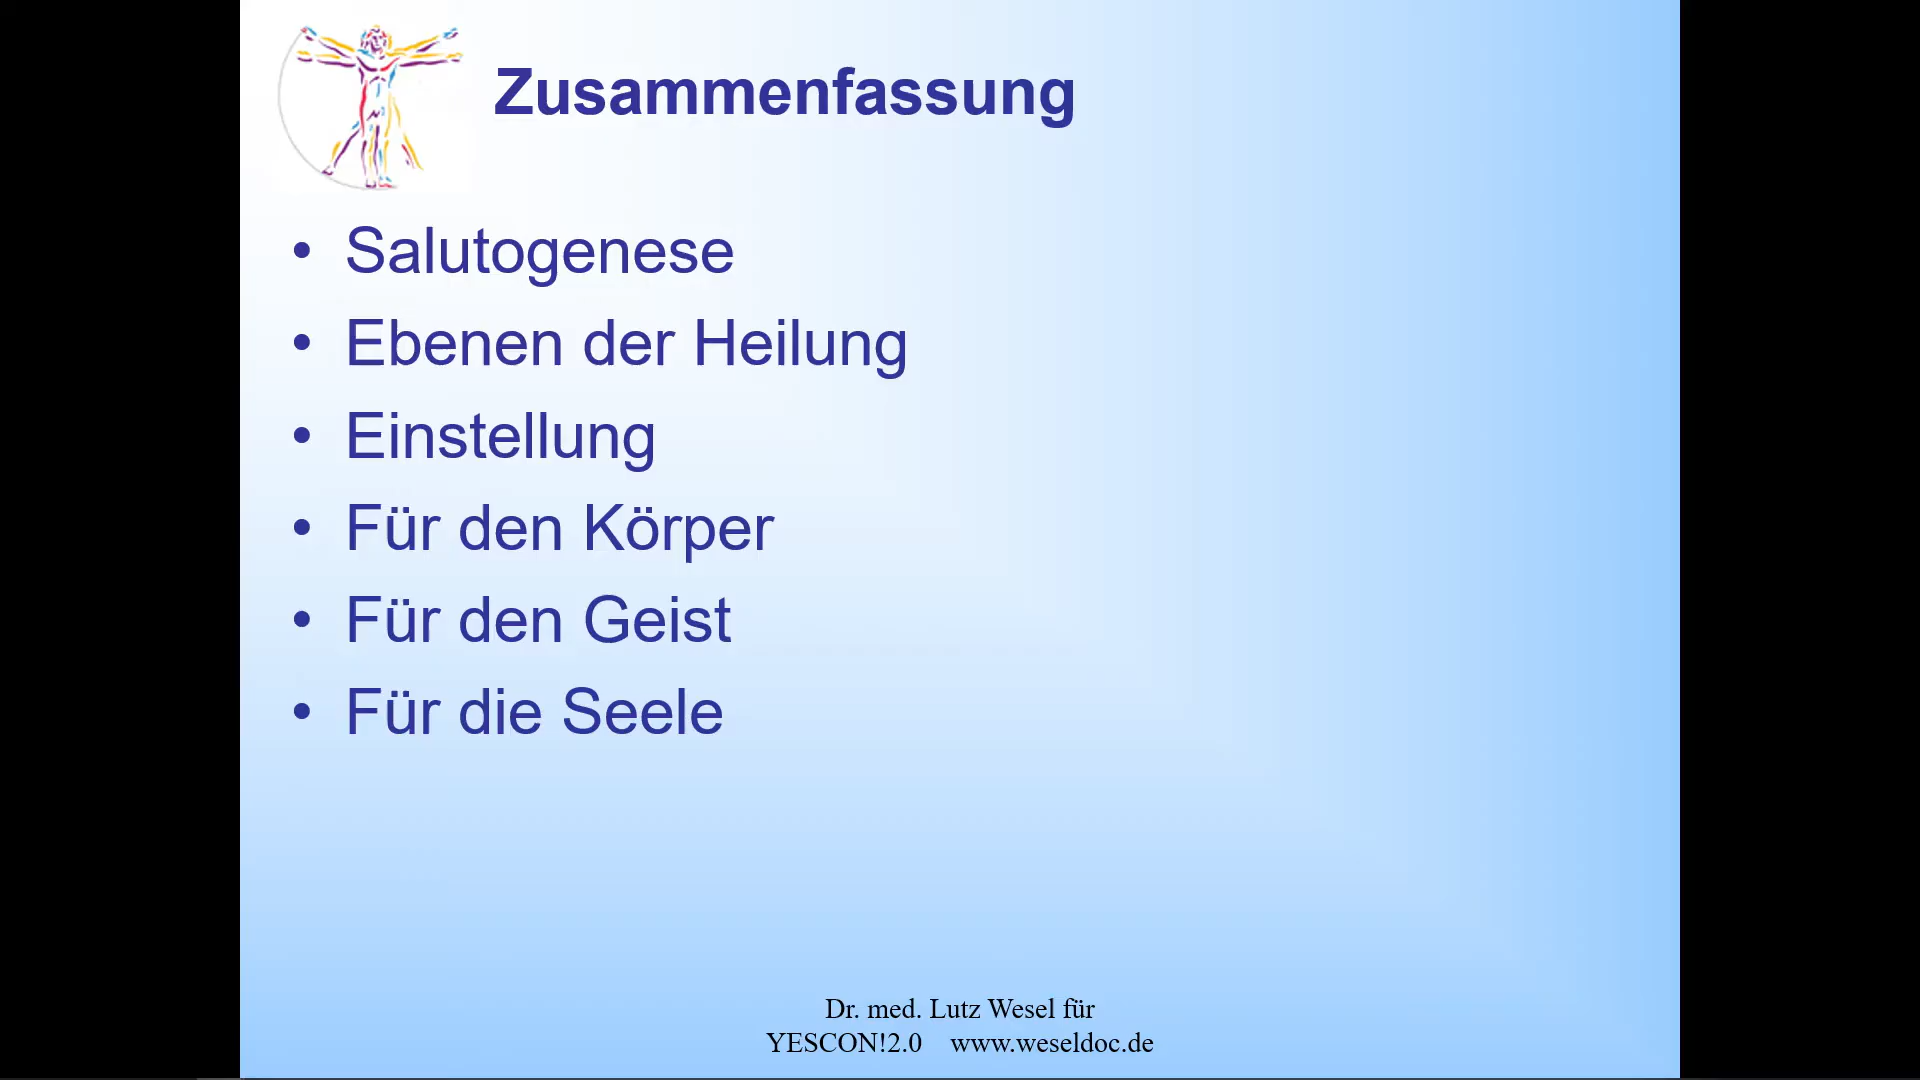 Zusammenfassung
• Salutogenese
• Ebenen der Heilung
• Einstellung
• Für den Körper
• Für den Geist
• Für die Seele
Dr. med. Lutz Wesel für
YESCON!2.0 www.weseldoc.de